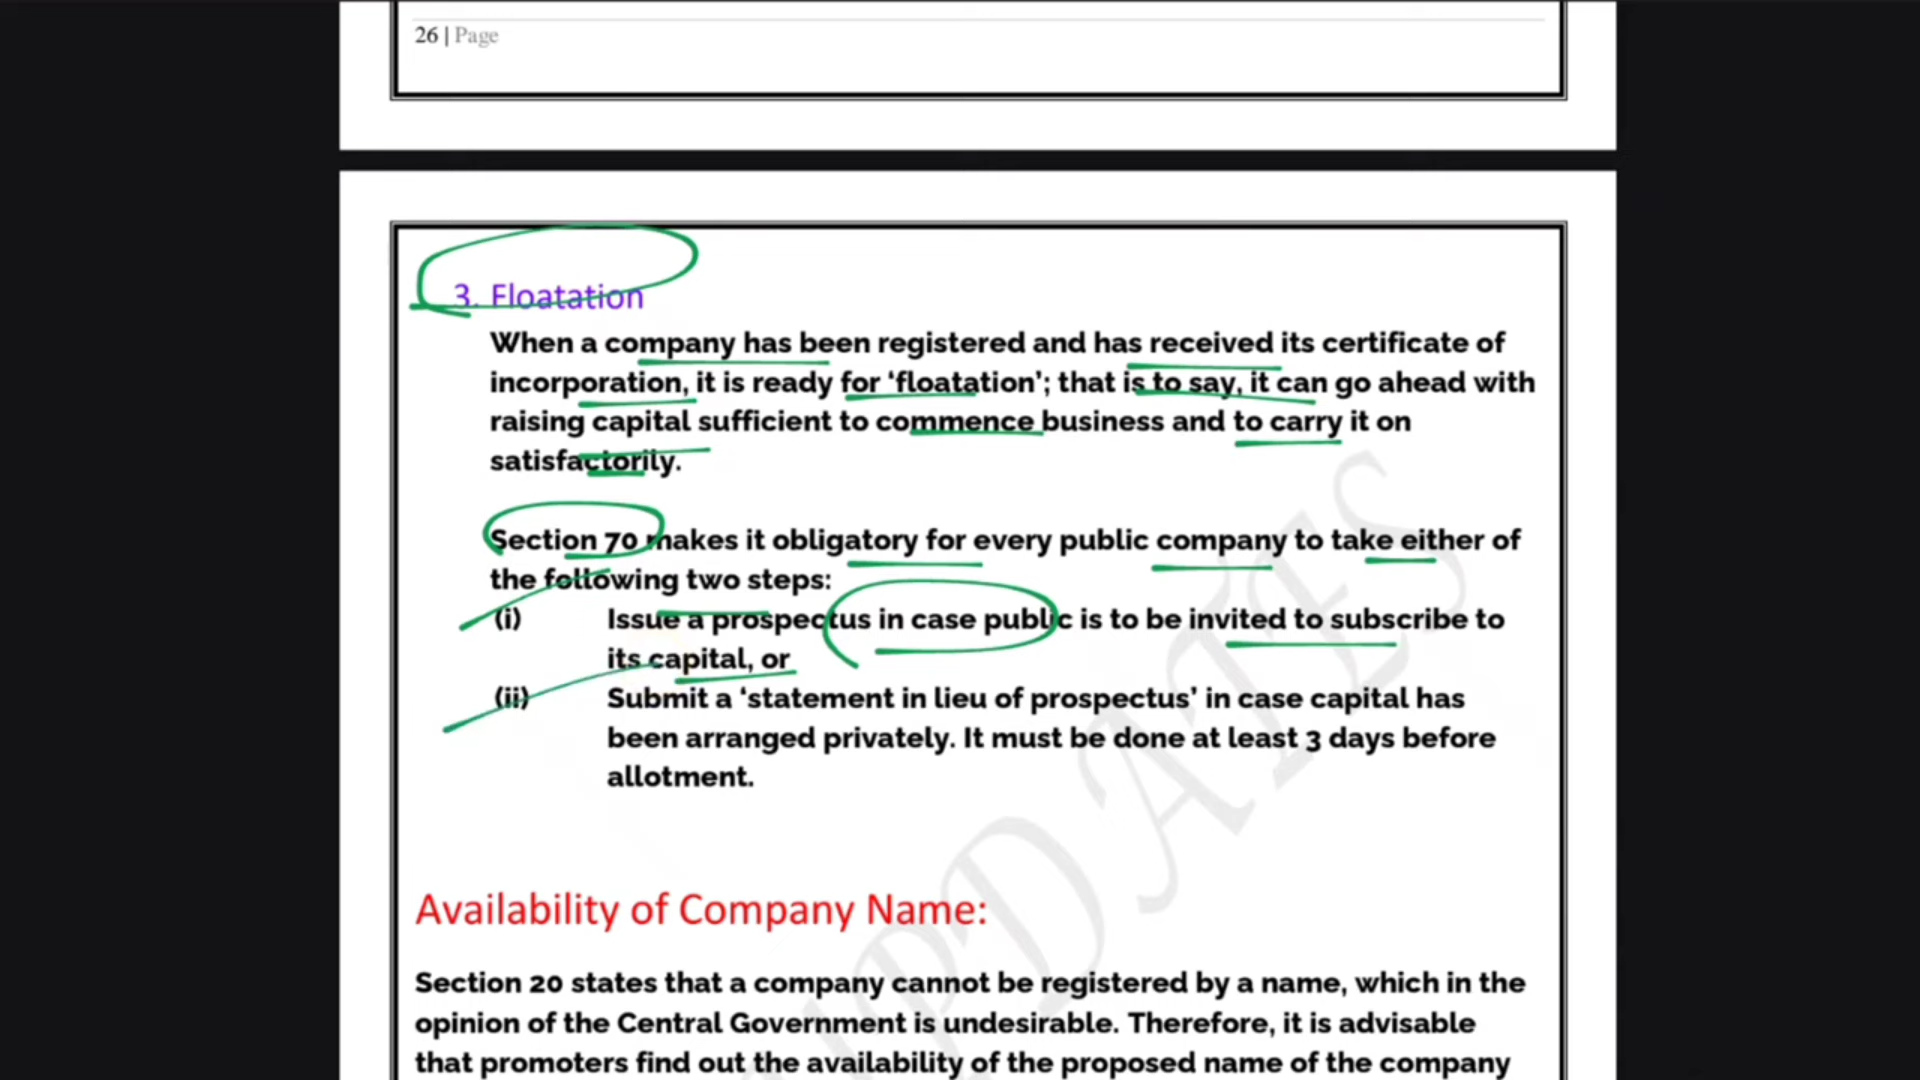 26 | Page
3. Floatation
When a company has been registered and has received its certificate of
incorporation, it is ready for ‘floatation’; that is to say, it can go ahead with
raising capital sufficient to commence business and to carry it on
satisfactorily.
Section 70 makes it obligatory for every public company to take either of
the following two steps:
(i) Issue a prospectus in case public is to be invited to subscribe to
its capital, or
(ii) Submit a ‘statement in lieu of prospectus’ in case capital has
been arranged privately. It must be done at least 3 days before
allotment.
Availability of Company Name:
Section 20 states that a company cannot be registered by a name, which in the
opinion of the Central Government is undesirable. Therefore, it is advisable
that promoters find out the availability of the proposed name of the company
UPDATES